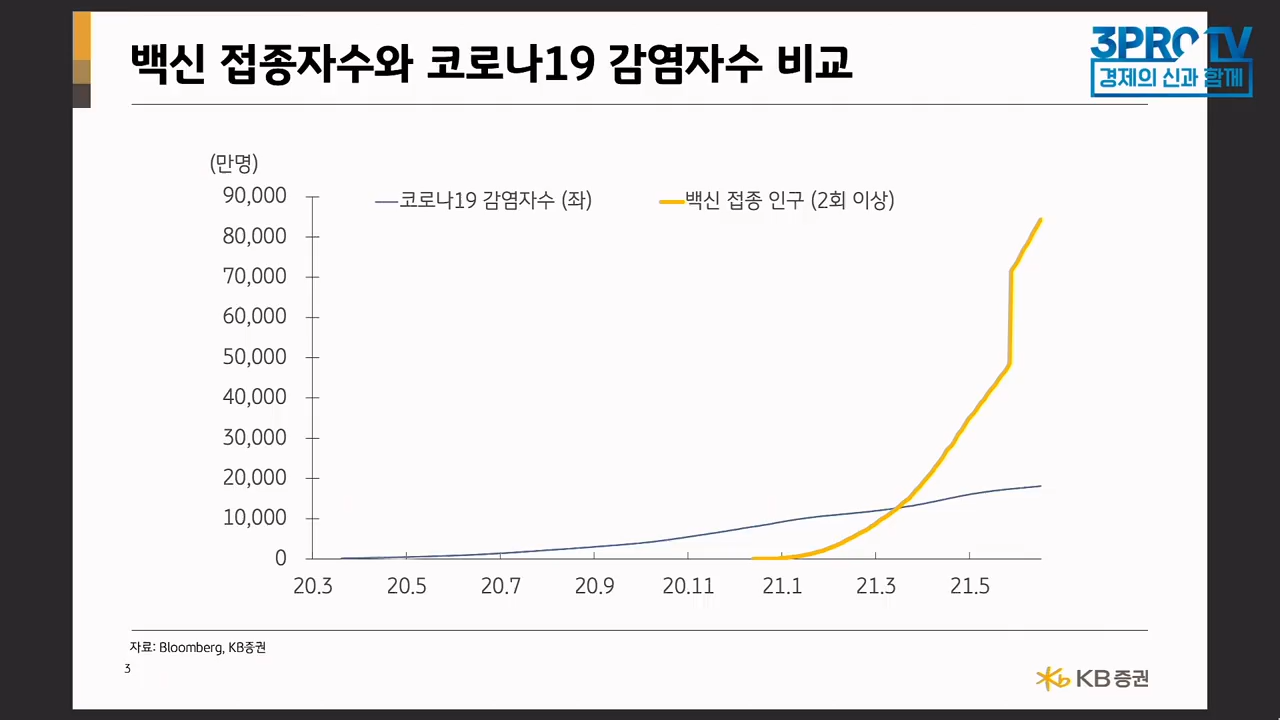 백신 접종자수와 코로나19 감염자수 비교
3PRO TV
경제의 신과 함께
(만명)
90,000
80,000
70,000
60,000
50,000
40,000
30,000
20,000
10,000
0
코로나19 감염자수 (좌)
백신 접종 인구 (2회 이상)
20.3 20.5 20.7 20.9 20.11 21.1 21.3 21.5
자료: Bloomberg, KB증권
3
KB증권